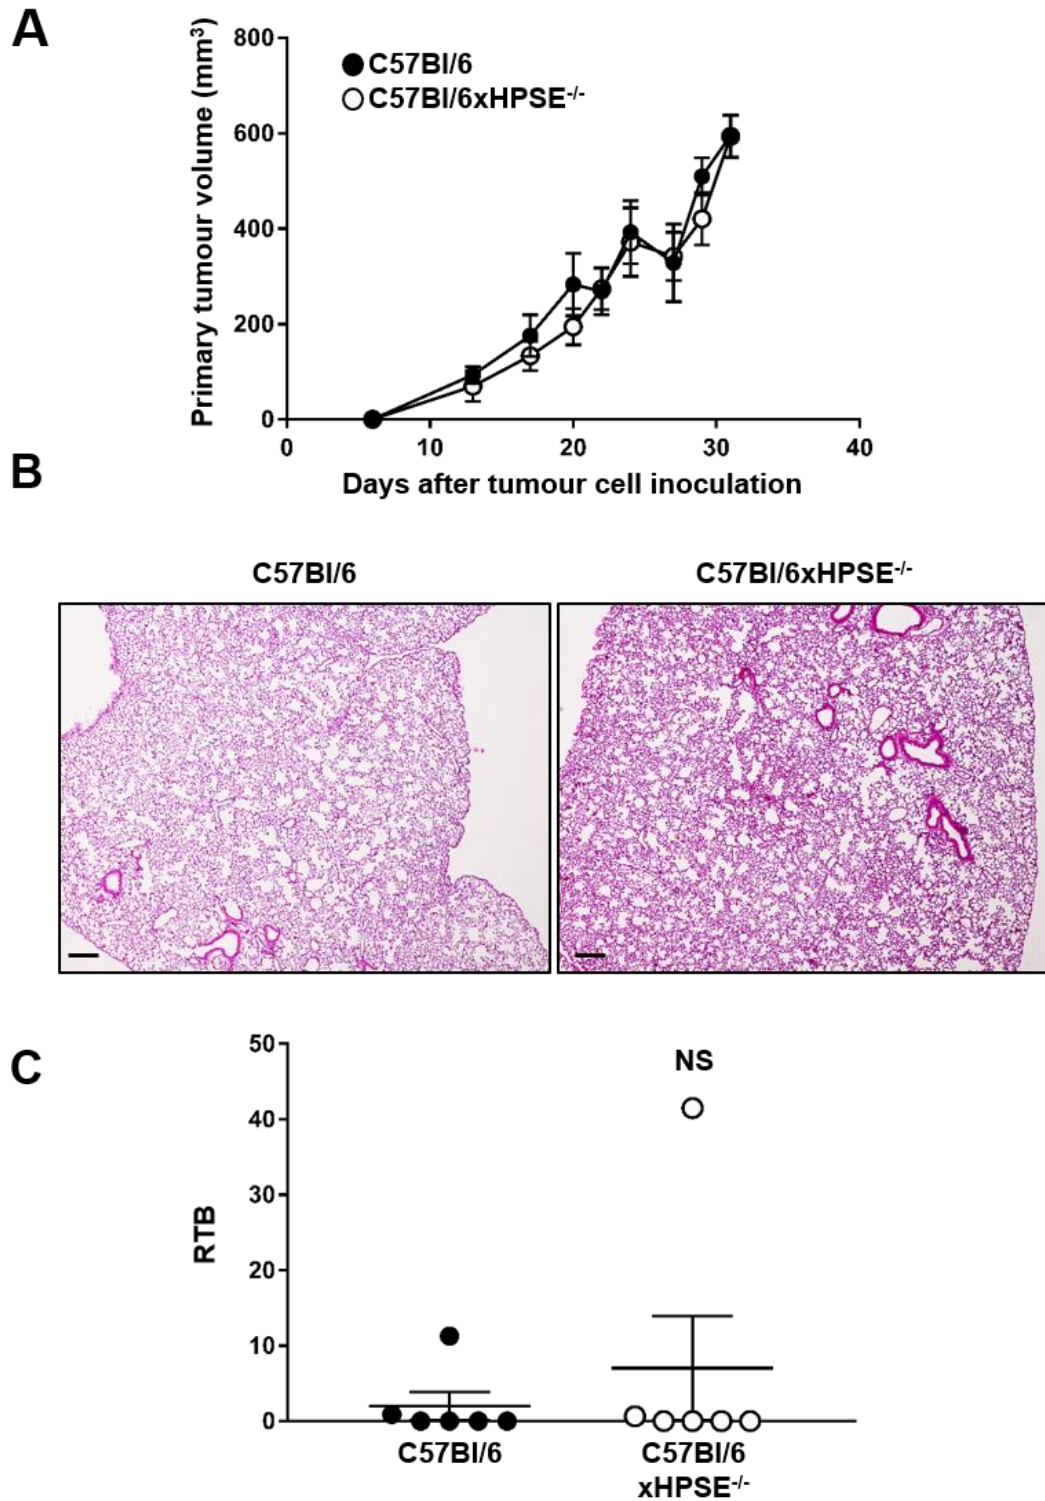 A
Primary tumour volume (mm³)
800
600
400
200
0
C57Bl/6
C57Bl/6xHPSE-/-
0 10 20 30 40
Days after tumour cell inoculation
B
C57Bl/6 C57Bl/6xHPSE-/-
C
RTB
50
40
30
20
10
0
NS
C57Bl/6 C57Bl/6
xHPSE-/-